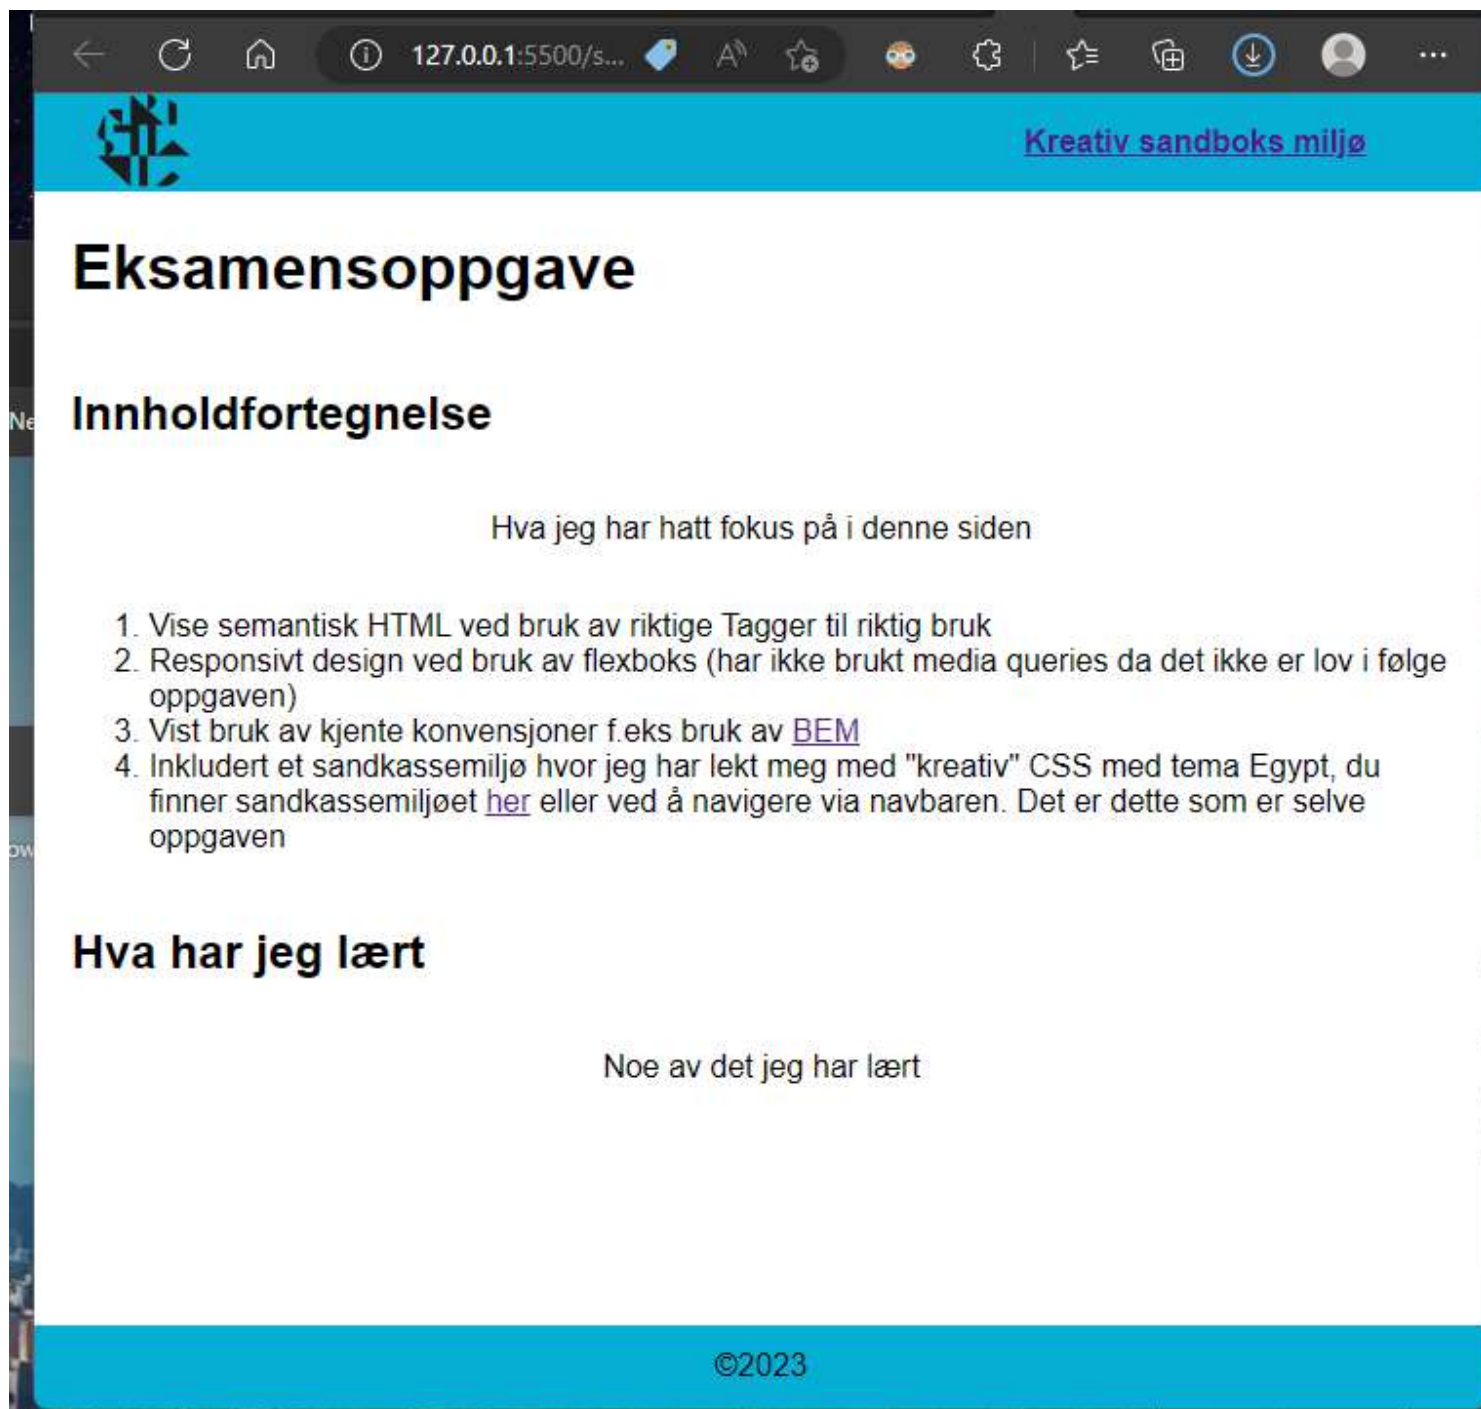 127.0.0.1:5500/s...
Kreativ sandboks miljø
Eksamensoppgave
Innholdfortegnelse
Ne
Hva jeg har hatt fokus på i denne siden
1. Vise semantisk HTML ved bruk av riktige Tagger til riktig bruk
2. Responsivt design ved bruk av flexboks (har ikke brukt media queries da det ikke er lov i følge
oppgaven)
3. Vist bruk av kjente konvensjoner f.eks bruk av BEM
4. Inkludert et sandkassemiljø hvor jeg har lekt meg med "kreativ" CSS med tema Egypt, du
finner sandkassemiljøet her eller ved å navigere via navbaren. Det er dette som er selve
oppgaven
ow
Hva har jeg lært
Noe av det jeg har lært
©2023